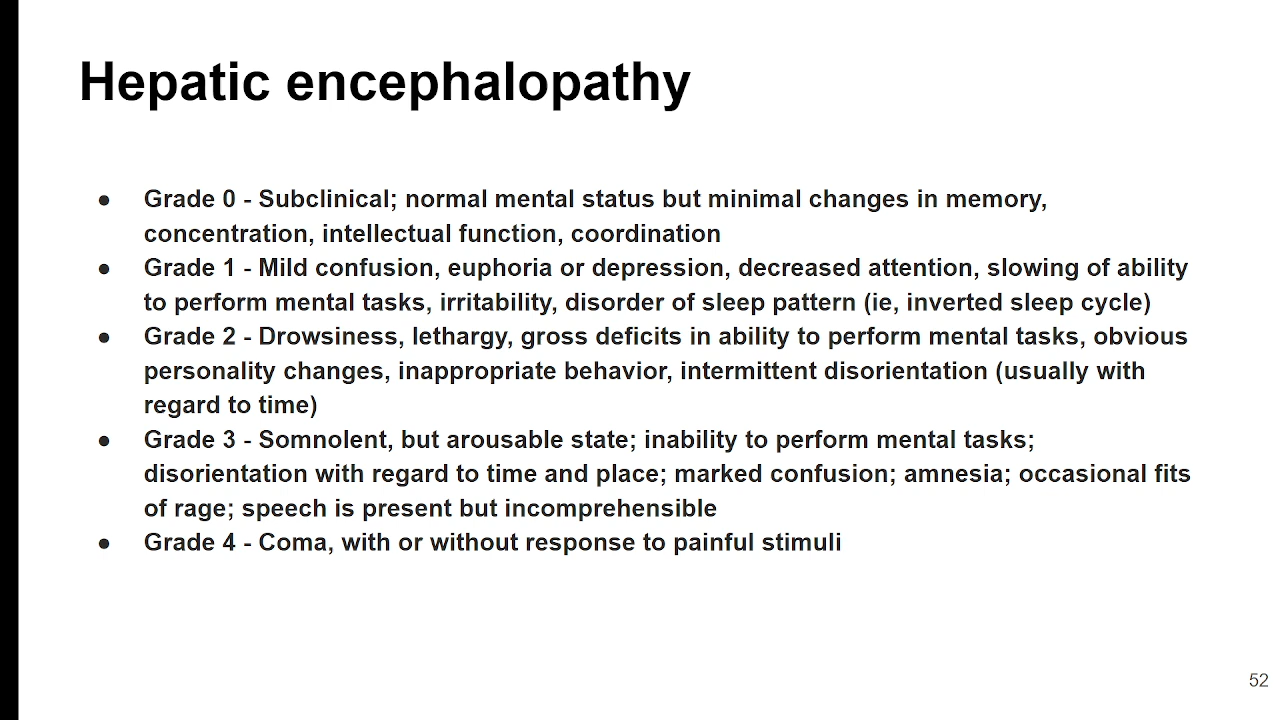 Hepatic encephalopathy
● Grade 0 - Subclinical; normal mental status but minimal changes in memory,
concentration, intellectual function, coordination
● Grade 1 - Mild confusion, euphoria or depression, decreased attention, slowing of ability
to perform mental tasks, irritability, disorder of sleep pattern (ie, inverted sleep cycle)
● Grade 2 - Drowsiness, lethargy, gross deficits in ability to perform mental tasks, obvious
personality changes, inappropriate behavior, intermittent disorientation (usually with
regard to time)
● Grade 3 - Somnolent, but arousable state; inability to perform mental tasks;
disorientation with regard to time and place; marked confusion; amnesia; occasional fits
of rage; speech is present but incomprehensible
● Grade 4 - Coma, with or without response to painful stimuli
52